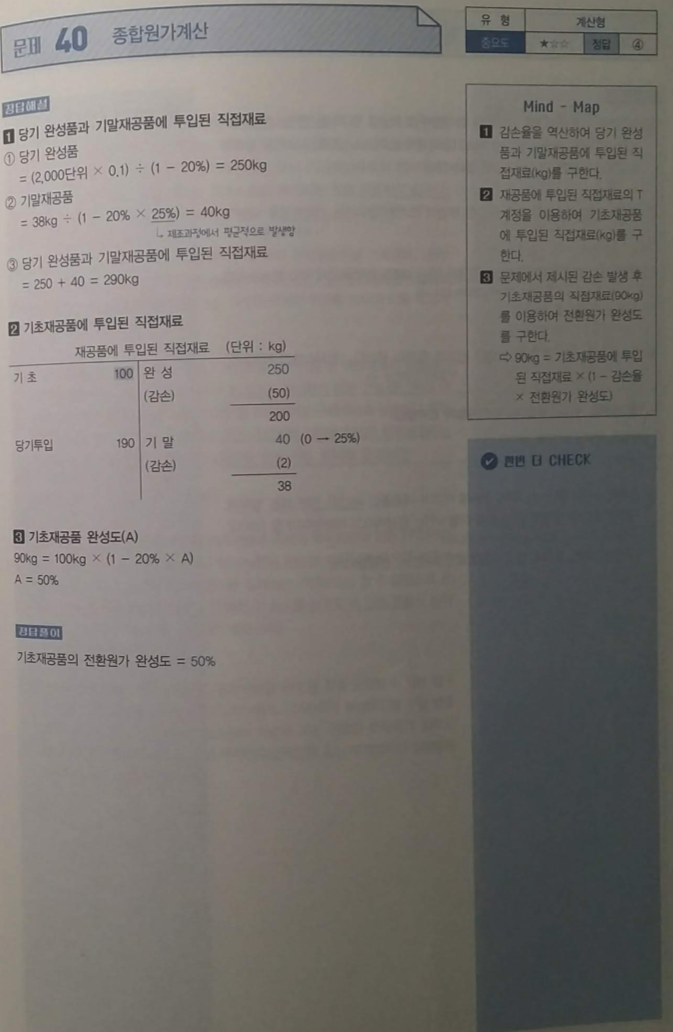 문제 40 종합원가계산
유 형 계산형
중요도 ★☆☆ 정답 ④
정답해설
1 당기 완성품과 기말재공품에 투입된 직접재료
① 당기 완성품
= (2,000단위 × 0.1) ÷ (1 - 20%) = 250kg
② 기말재공품
= 38kg ÷ (1 - 20% × 25%) = 40kg
↳ 제조과정에서 평균적으로 발생함
③ 당기 완성품과 기말재공품에 투입된 직접재료
= 250 + 40 = 290kg
2 기초재공품에 투입된 직접재료
재공품에 투입된 직접재료 (단위 : kg)
기 초 100 완 성 250
(감손) (50)
200
당기투입 190 기 말 40 (0 → 25%)
(감손) (2)
38
3 기초재공품 완성도(A)
90kg = 100kg × (1 - 20% × A)
A = 50%
정답풀이
기초재공품의 전환원가 완성도 = 50%
Mind - Map
1 감손율을 역산하여 당기 완성
품과 기말재공품에 투입된 직
접재료(kg)를 구한다.
2 재공품에 투입된 직접재료의 T
계정을 이용하여 기초재공품
에 투입된 직접재료(kg)를 구
한다.
3 문제에서 제시된 감손 발생 후
기초재공품의 직접재료(90kg)
를 이용하여 전환원가 완성도
를 구한다.
⇨ 90kg = 기초재공품에 투입
된 직접재료 × (1 - 감손율
× 전환원가 완성도)
한번 더 CHECK